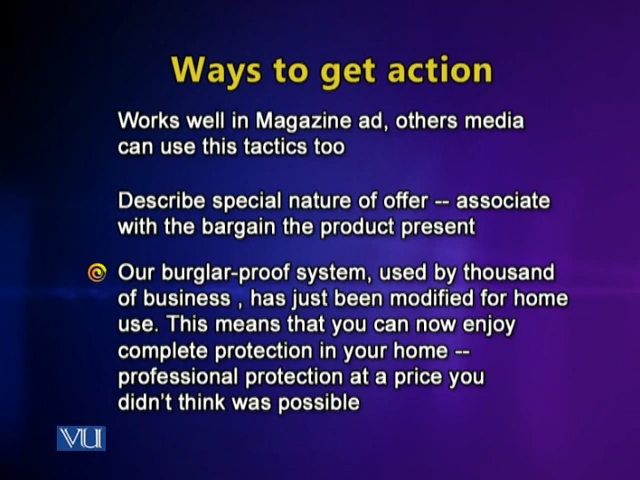 Ways to get action
Works well in Magazine ad, others media
can use this tactics too
Describe special nature of offer -- associate
with the bargain the product present
Our burglar-proof system, used by thousand
of business , has just been modified for home
use. This means that you can now enjoy
complete protection in your home --
professional protection at a price you
didn't think was possible
VU